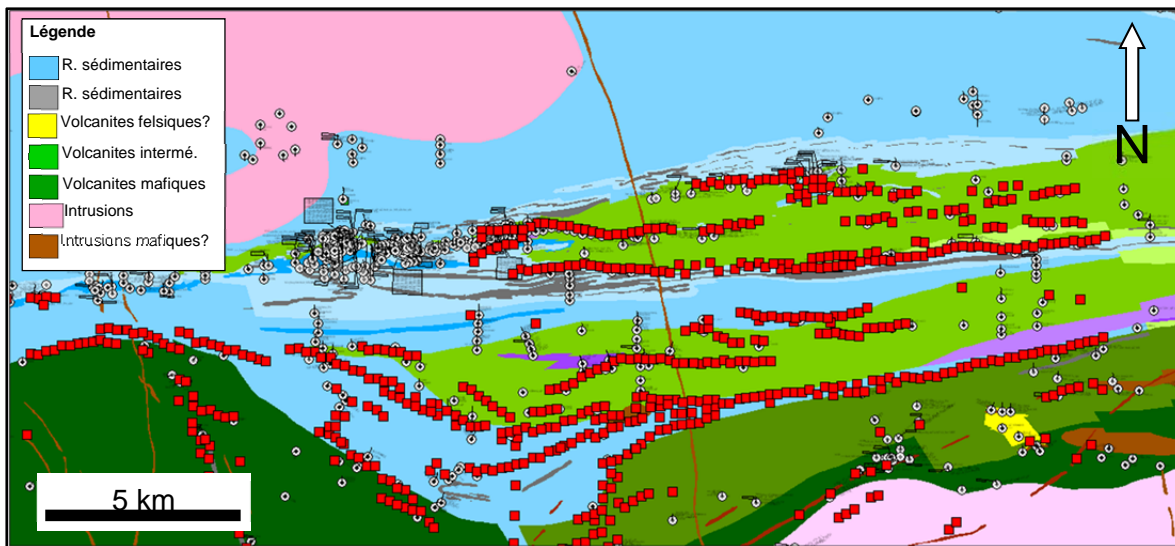 Légende
R. sédimentaires
R. sédimentaires
Volcanites felsiques?
Volcanites intermé.
Volcanites mafiques
Intrusions
Intrusions mafiques?
N
5 km